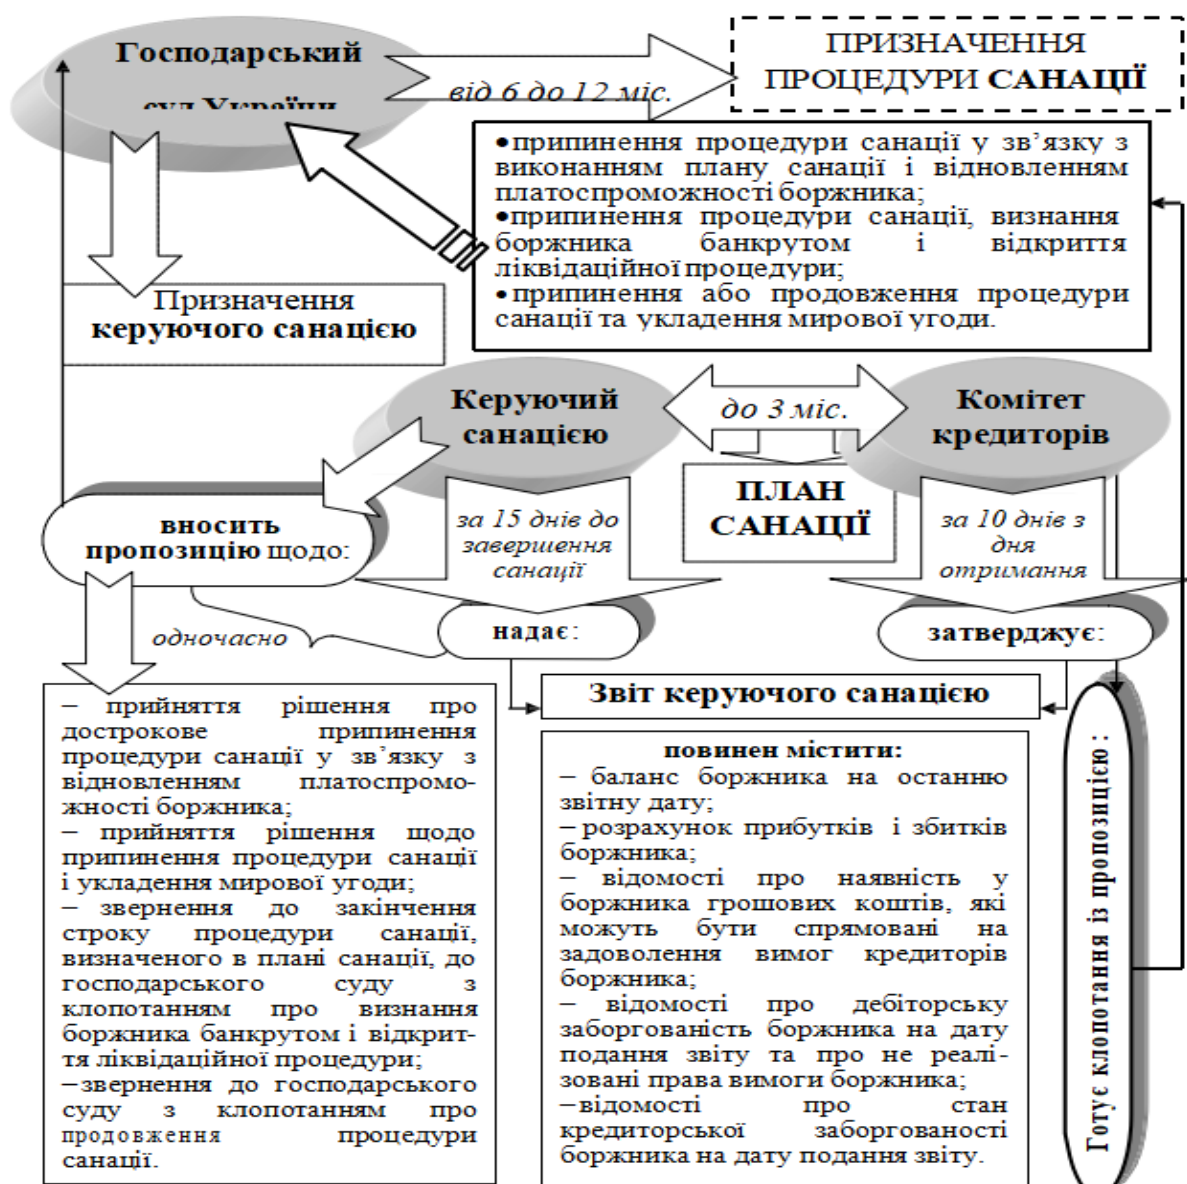 Господарський
суд України
від 6 до 12 міс.
ПРИЗНАЧЕННЯ
ПРОЦЕДУРИ САНАЦІЇ
•припинення процедури санації у зв’язку з
виконанням плану санації і відновленням
платоспроможності боржника;
•припинення процедури санації, визнання
боржника банкрутом і відкриття
ліквідаційної процедури;
•припинення або продовження процедури
санації та укладення мирової угоди.
Призначення
керуючого санацією
Керуючий
санацією
до 3 міс.
Комітет
кредиторів
ПЛАН
САНАЦІЇ
вносить
пропозицію щодо:
за 15 днів до
завершення
санації
за 10 днів з
дня
отримання
одночасно
надає:
затверджує:
Звіт керуючого санацією
– прийняття рішення про
дострокове припинення
процедури санації у зв’язку з
відновленням платоспромо-
жності боржника;
– прийняття рішення щодо
припинення процедури санації
і укладення мирової угоди;
– звернення до закінчення
строку процедури санації,
визначеного в плані санації, до
господарського суду з
клопотанням про визнання
боржника банкрутом і відкрит-
тя ліквідаційної процедури;
–звернення до господарського
суду з клопотанням про
продовження процедури
санації.
повинен містити:
– баланс боржника на останню
звітну дату;
– розрахунок прибутків і збитків
боржника;
– відомості про наявність у
боржника грошових коштів, які
можуть бути спрямовані на
задоволення вимог кредиторів
боржника;
– відомості про дебіторську
заборгованість боржника на дату
подання звіту та про не реалі-
зовані права вимоги боржника;
–відомості про стан
кредиторської заборгованості
боржника на дату подання звіту.
Готує клопотання із пропозицією :